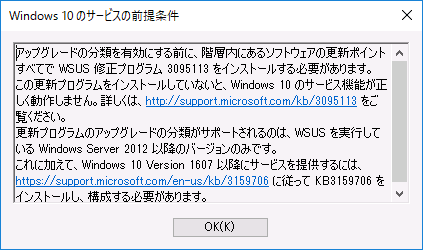 Windows 10 のサービスの前提条件
アップグレードの分類を有効にする前に、階層内にあるソフトウェアの更新ポイント
すべてで WSUS 修正プログラム 3095113 をインストールする必要があります。
この更新プログラムをインストールしていないと、Windows 10 のサービス機能が正
しく動作しません。詳しくは、http://support.microsoft.com/kb/3095113 をご
覧ください。
更新プログラムのアップグレードの分類がサポートされるのは、WSUS を実行して
いる Windows Server 2012 以降のバージョンのみです。
これに加えて、Windows 10 Version 1607 以降にサービスを提供するには、
https://support.microsoft.com/en-us/kb/3159706 に従って KB3159706 を
インストールし、構成する必要があります。
OK(K)